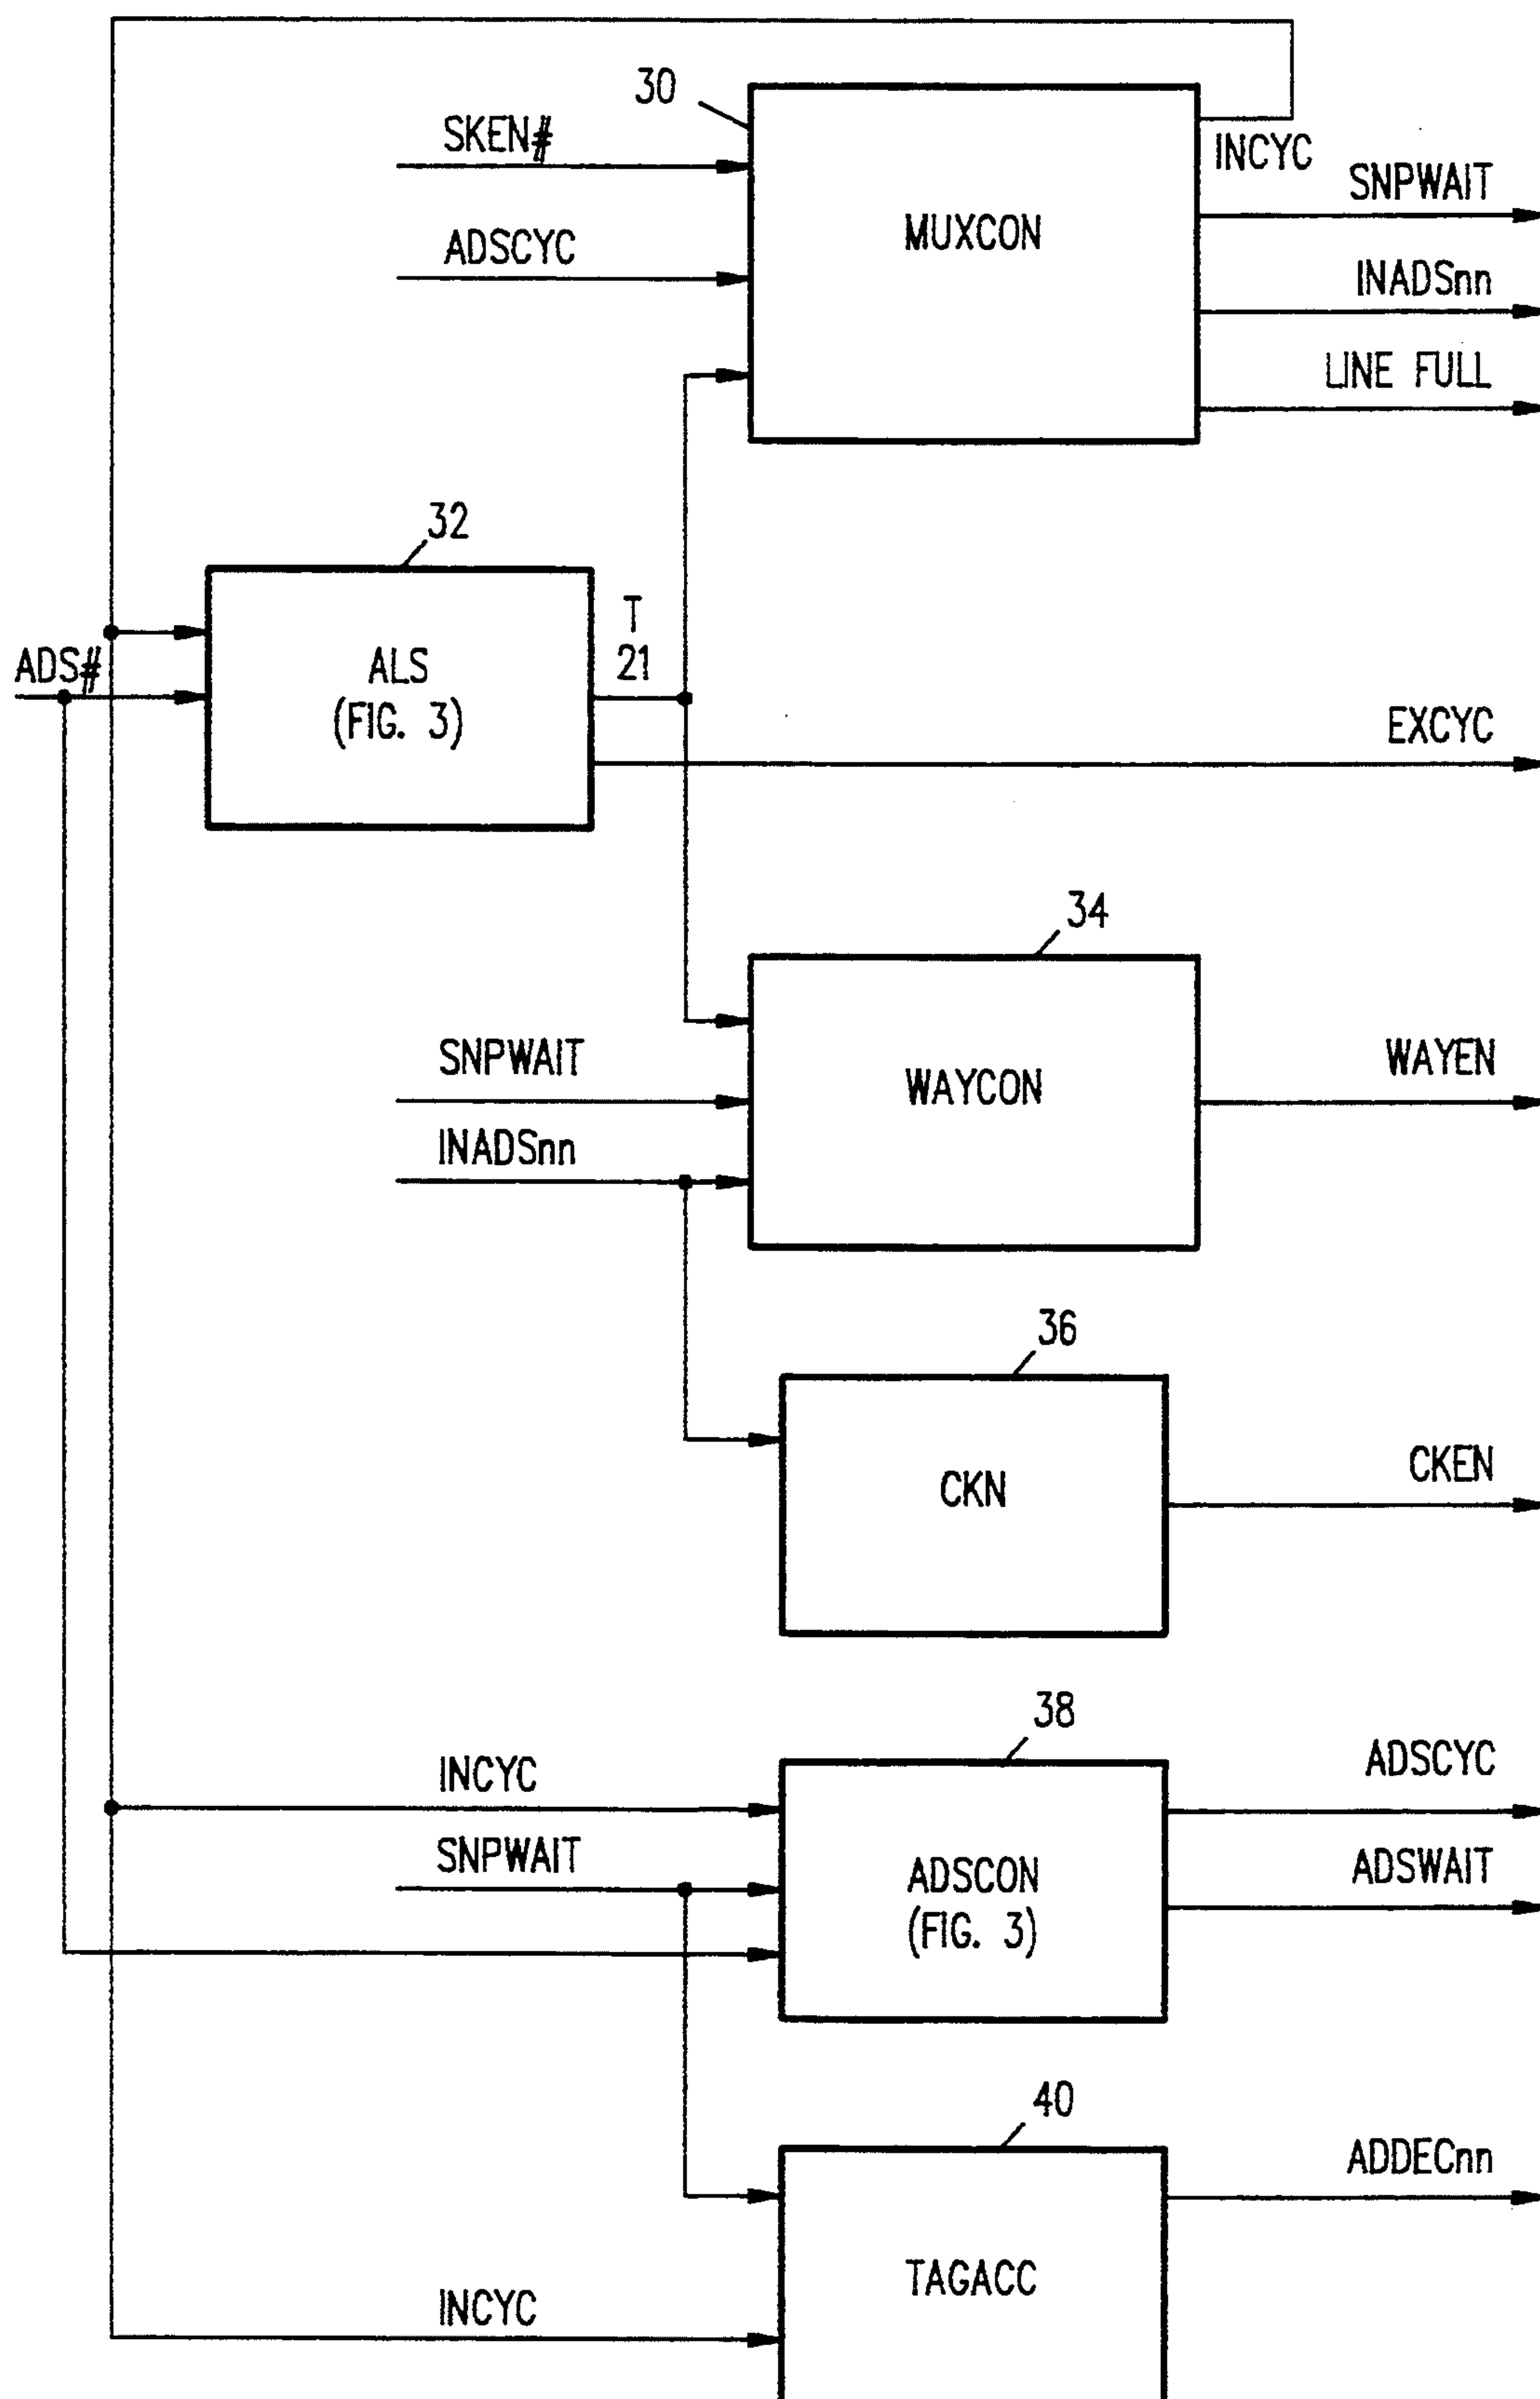 30
SKEN#
INCYC
SNPWAIT
ADSCYC
MUXCON
INADSnn
LINE FULL
32
T
21
ADS#
ALS
(FIG. 3)
EXCYC
34
SNPWAIT
WAYCON
WAYEN
INADSnn
36
CKN
CKEN
38
INCYC
ADSCYC
SNPWAIT
ADSCON
(FIG. 3)
ADSWAIT
40
ADDECnn
TAGACC
INCYC